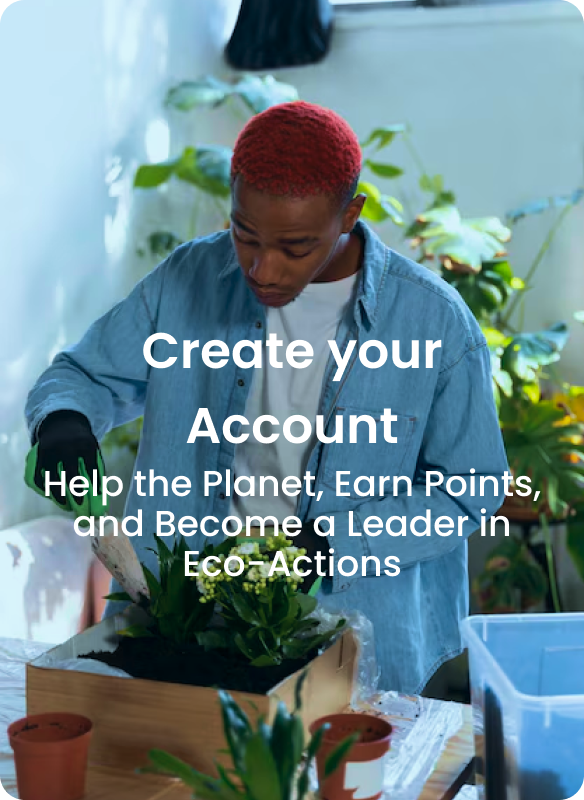 Create your
Account
Help the Planet, Earn Points,
and Become a Leader in
Eco-Actions